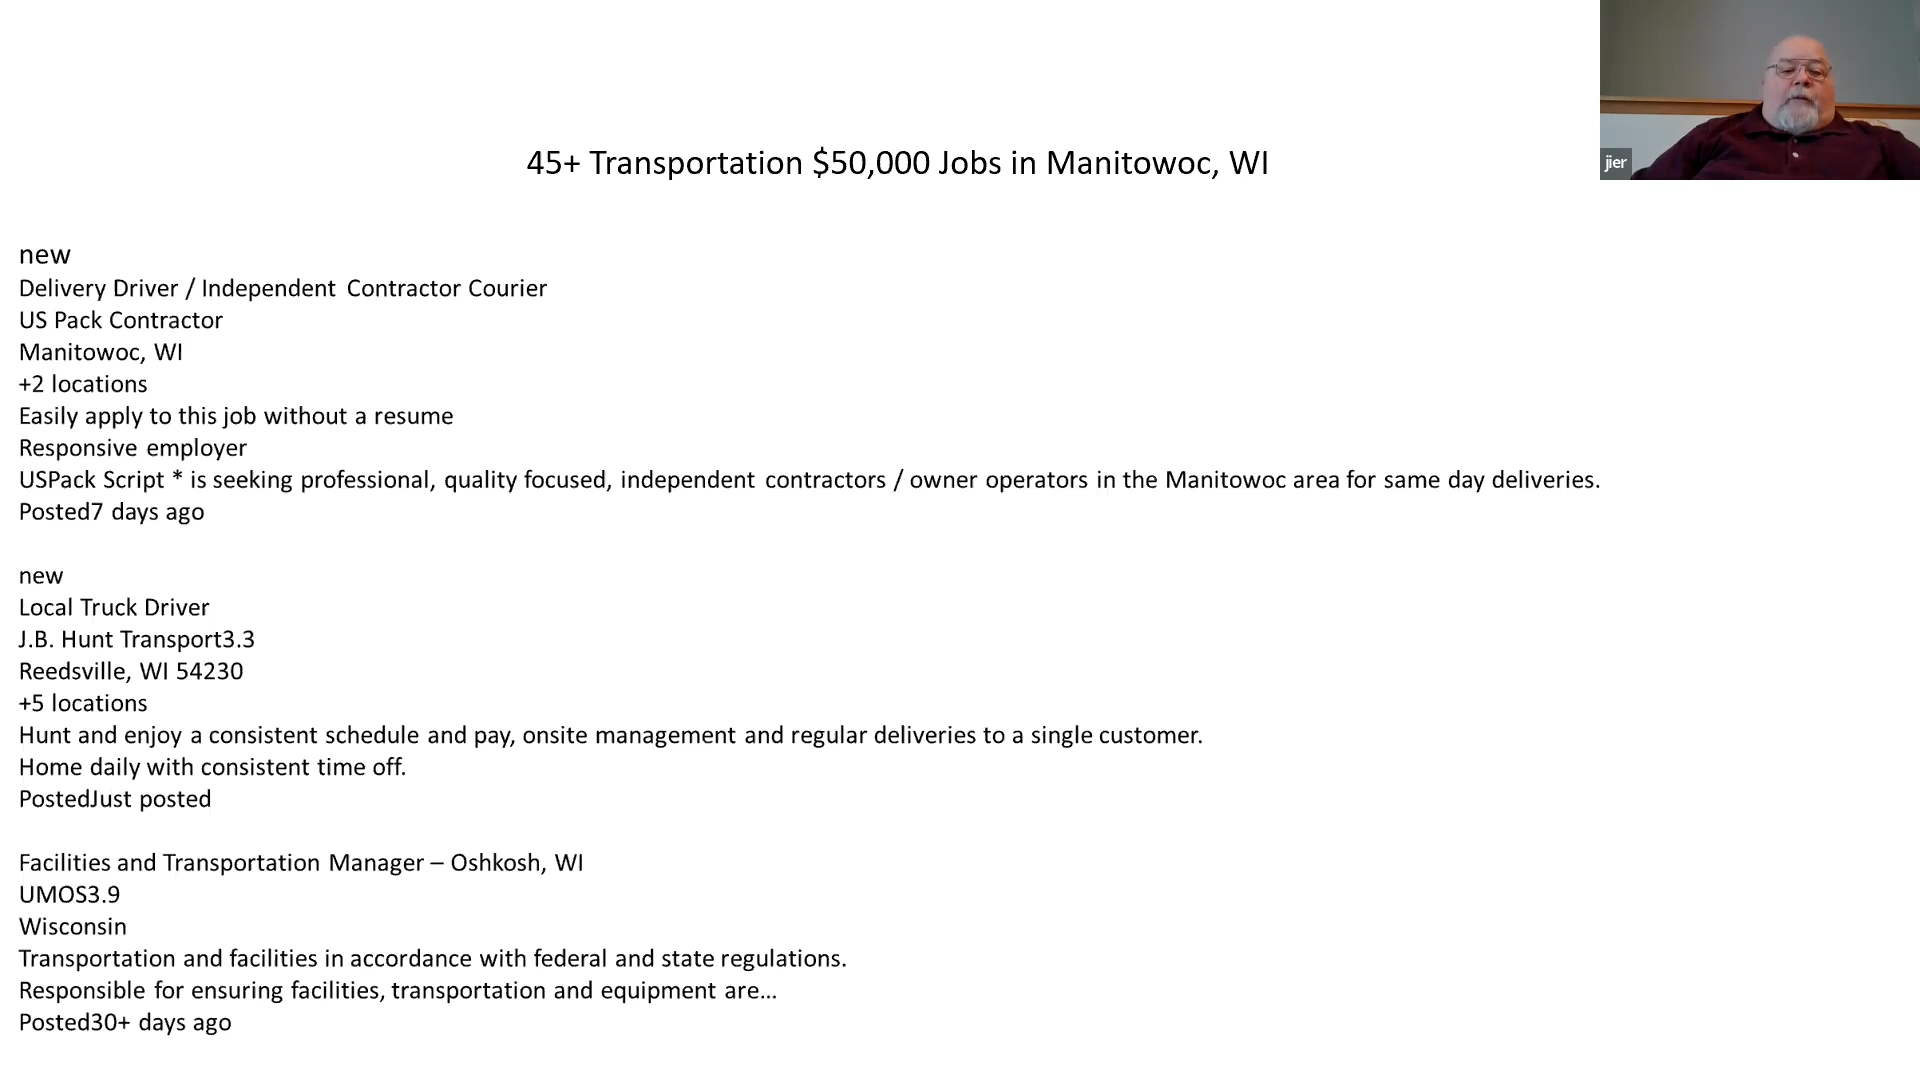 45+ Transportation $50,000 Jobs in Manitowoc, WI
jier
new
Delivery Driver / Independent Contractor Courier
US Pack Contractor
Manitowoc, WI
+2 locations
Easily apply to this job without a resume
Responsive employer
USPack Script * is seeking professional, quality focused, independent contractors / owner operators in the Manitowoc area for same day deliveries.
Posted7 days ago
new
Local Truck Driver
J.B. Hunt Transport3.3
Reedsville, WI 54230
+5 locations
Hunt and enjoy a consistent schedule and pay, onsite management and regular deliveries to a single customer.
Home daily with consistent time off.
PostedJust posted
Facilities and Transportation Manager – Oshkosh, WI
UMOS3.9
Wisconsin
Transportation and facilities in accordance with federal and state regulations.
Responsible for ensuring facilities, transportation and equipment are…
Posted30+ days ago